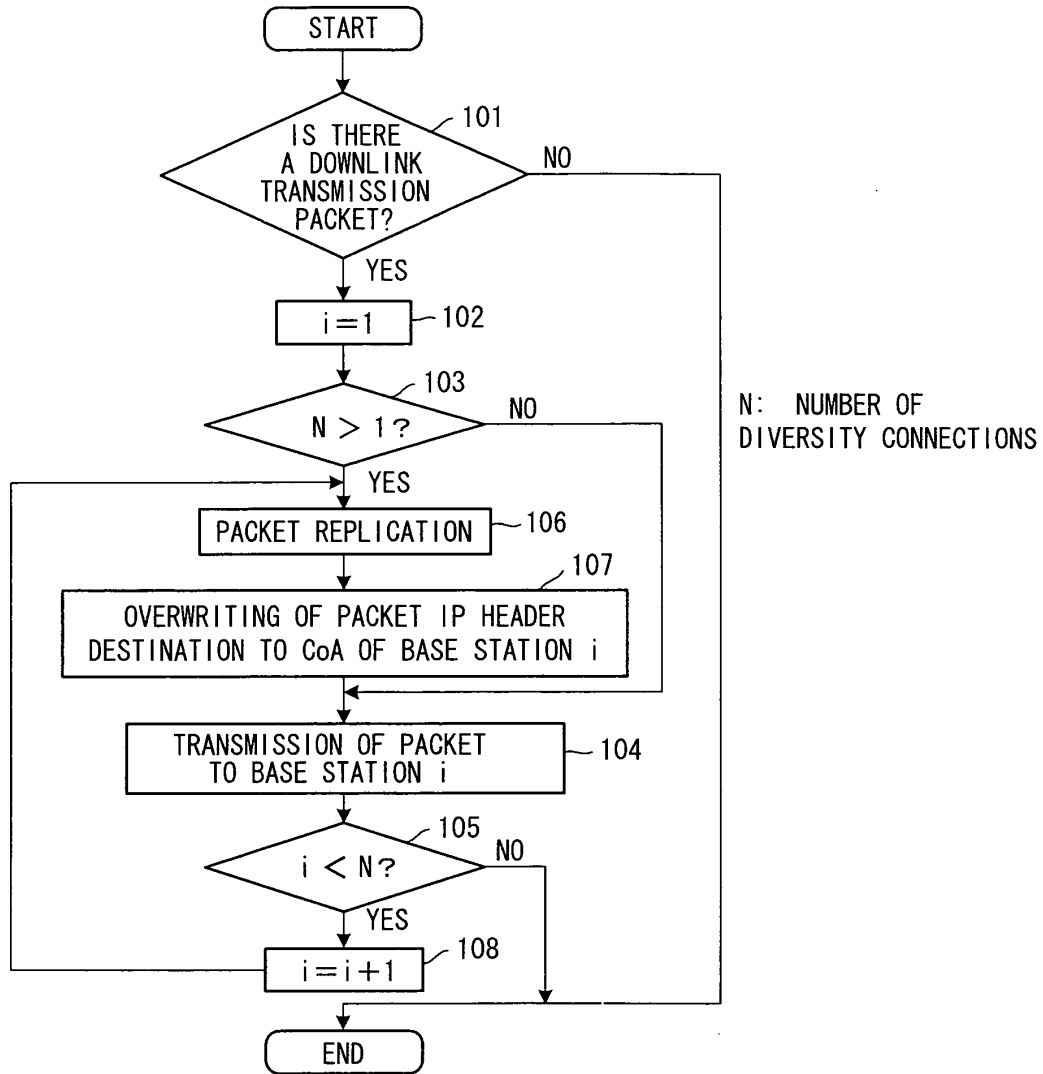 START
101
IS THERE
A DOWNLINK
TRANSMISSION
PACKET?
NO
YES
i=1
102
103
N > 1?
NO
N: NUMBER OF
DIVERSITY CONNECTIONS
YES
PACKET REPLICATION
106
107
OVERWRITING OF PACKET IP HEADER
DESTINATION TO CoA OF BASE STATION i
TRANSMISSION OF PACKET
TO BASE STATION i
104
105
i < N?
NO
YES
108
i=i+1
END